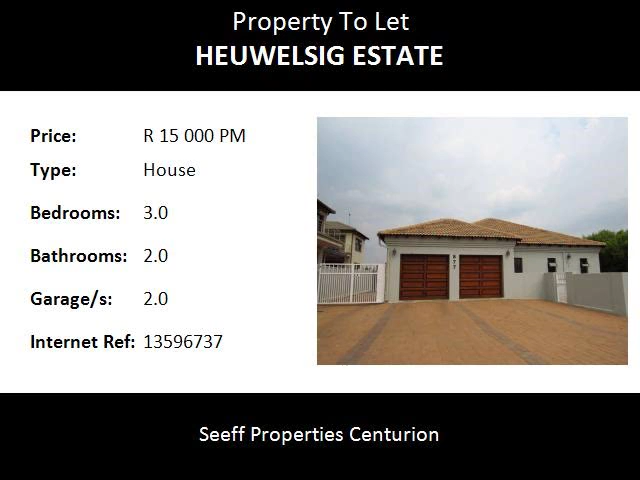 Property To Let
HEUWELSIG ESTATE
Price: R 15 000 PM
Type: House
Bedrooms: 3.0
Bathrooms: 2.0
Garage/s: 2.0
Internet Ref: 13596737
877
Seeff Properties Centurion